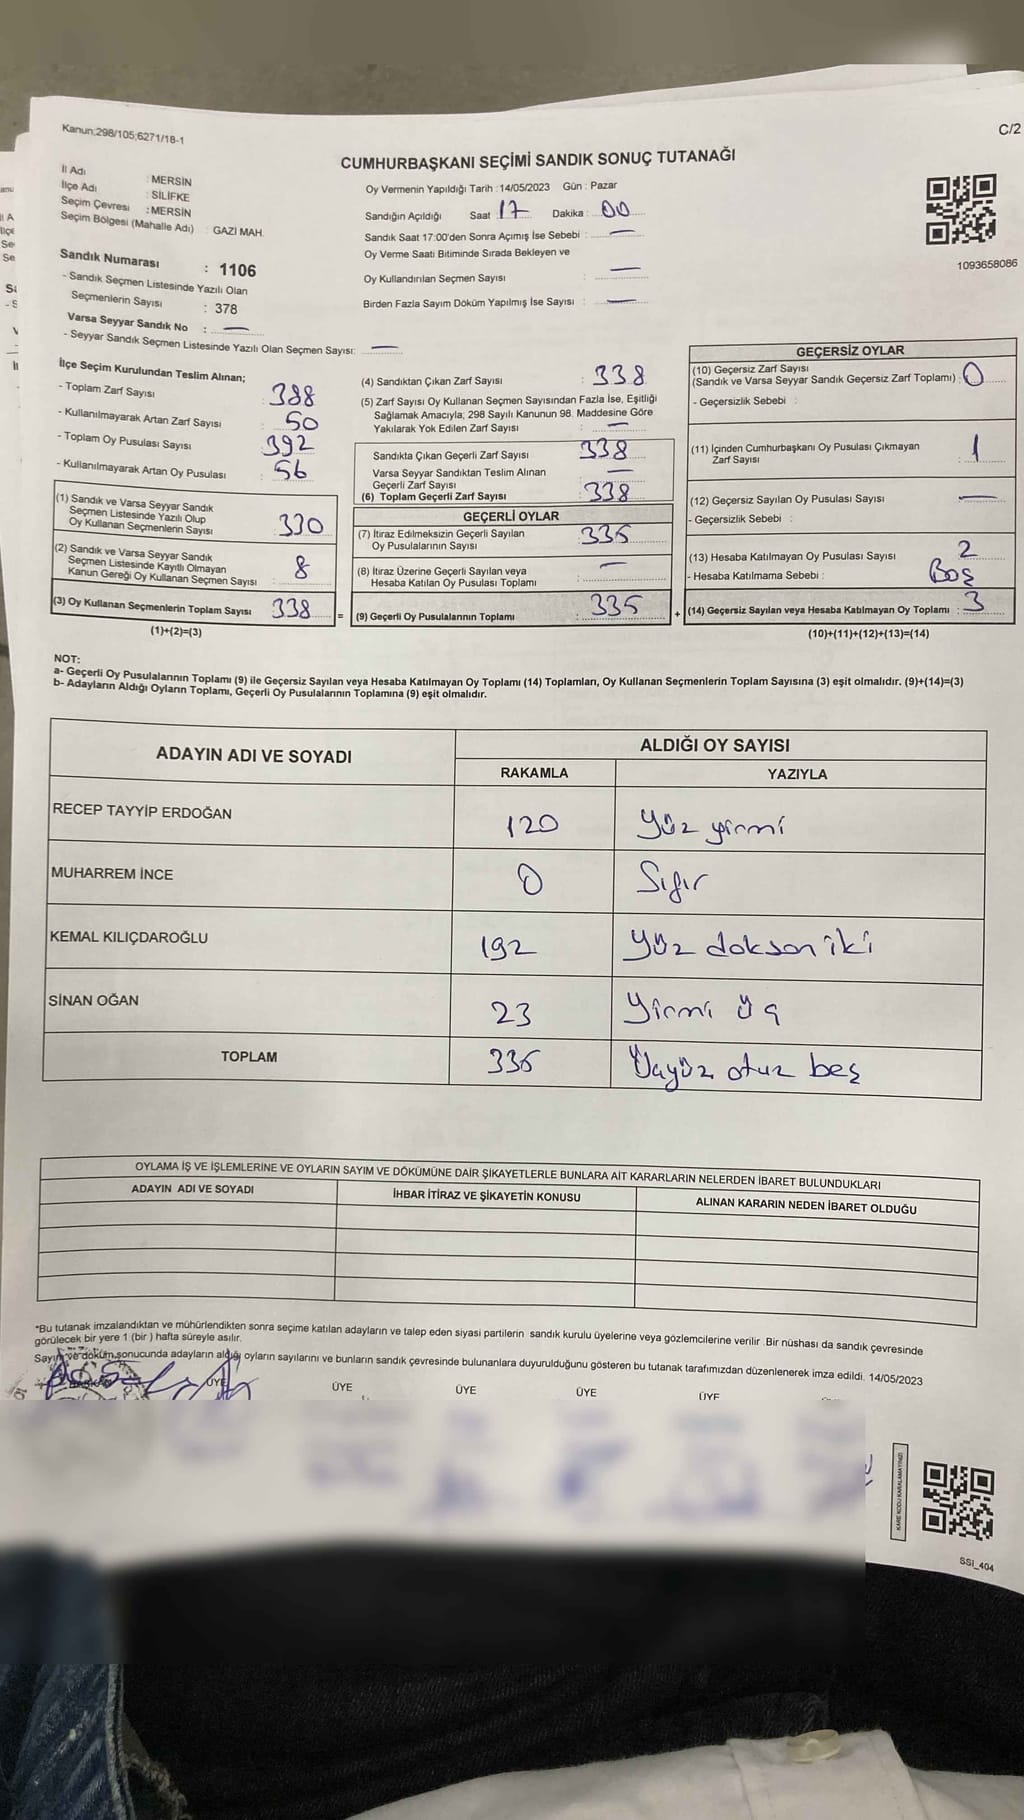 Kanun;298/105;6271/18-1
C/2
CUMHURBAŞKANI SEÇİMİ SANDIK SONUÇ TUTANAĞI
İl Adı : MERSİN
İlçe Adı : SİLİFKE
Seçim Çevresi : MERSİN
Seçim Bölgesi (Mahalle Adı) : GAZİ MAH.
Oy Vermenin Yapıldığı Tarih : 14/05/2023 Gün : Pazar
Sandığın Açıldığı Saat 17 Dakika : 00
Sandık Saat 17:00'den Sonra Açımış İse Sebebi : —
Oy Verme Saati Bitiminde Sırada Bekleyen ve
Oy Kullandırılan Seçmen Sayısı : —
Birden Fazla Sayım Döküm Yapılmış İse Sayısı : —
1093658086
Sandık Numarası : 1106
- Sandık Seçmen Listesinde Yazılı Olan
Seçmenlerin Sayısı : 378
Varsa Seyyar Sandık No : —
- Seyyar Sandık Seçmen Listesinde Yazılı Olan Seçmen Sayısı: —
İlçe Seçim Kurulundan Teslim Alınan;
- Toplam Zarf Sayısı : 388
- Kullanılmayarak Artan Zarf Sayısı : 50
- Toplam Oy Pusulası Sayısı : 392
- Kullanılmayarak Artan Oy Pusulası : 56
(1) Sandık ve Varsa Seyyar Sandık
Seçmen Listesinde Yazılı Olup
Oy Kullanan Seçmenlerin Sayısı : 330
(2) Sandık ve Varsa Seyyar Sandık
Seçmen Listesinde Kayıtlı Olmayan
Kanun Gereği Oy Kullanan Seçmen Sayısı : 8
(3) Oy Kullanan Seçmenlerin Toplam Sayısı : 338
(1)+(2)=(3)
(4) Sandıktan Çıkan Zarf Sayısı : 338
(5) Zarf Sayısı Oy Kullanan Seçmen Sayısından Fazla İse, Eşitliği
Sağlamak Amacıyla; 298 Sayılı Kanunun 98. Maddesine Göre
Yakılarak Yok Edilen Zarf Sayısı : —
Sandıkta Çıkan Geçerli Zarf Sayısı : 338
Varsa Seyyar Sandıktan Teslim Alınan
Geçerli Zarf Sayısı : —
(6) Toplam Geçerli Zarf Sayısı : 338
GEÇERLİ OYLAR
(7) İtiraz Edilmeksizin Geçerli Sayılan
Oy Pusulalarının Sayısı : 335
(8) İtiraz Üzerine Geçerli Sayılan veya
Hesaba Katılan Oy Pusulası Toplamı : —
= (9) Geçerli Oy Pusulalarının Toplamı : 335 +
GEÇERSİZ OYLAR
(10) Geçersiz Zarf Sayısı
(Sandık ve Varsa Seyyar Sandık Geçersiz Zarf Toplamı) : 0
- Geçersizlik Sebebi :
(11) İçinden Cumhurbaşkanı Oy Pusulası Çıkmayan
Zarf Sayısı : 1
(12) Geçersiz Sayılan Oy Pusulası Sayısı : —
- Geçersizlik Sebebi :
(13) Hesaba Katılmayan Oy Pusulası Sayısı : 2
- Hesaba Katılmama Sebebi : Boş
(14) Geçersiz Sayılan veya Hesaba Katılmayan Oy Toplamı : 3
(10)+(11)+(12)+(13)=(14)
NOT:
a- Geçerli Oy Pusulalarının Toplamı (9) ile Geçersiz Sayılan veya Hesaba Katılmayan Oy Toplamı (14) Toplamları, Oy Kullanan Seçmenlerin Toplam Sayısına (3) eşit olmalıdır. (9)+(14)=(3)
b- Adayların Aldığı Oyların Toplamı, Geçerli Oy Pusulalarının Toplamına (9) eşit olmalıdır.
ADAYIN ADI VE SOYADI
ALDIĞI OY SAYISI
RAKAMLA YAZIYLA
RECEP TAYYİP ERDOĞAN 120 Yüz yirmi
MUHARREM İNCE 0 Sıfır
KEMAL KILIÇDAROĞLU 192 Yüz doksan iki
SİNAN OĞAN 23 Yirmi üç
TOPLAM 335 Üçyüz otuz beş
OYLAMA İŞ VE İŞLEMLERİNE VE OYLARIN SAYIM VE DÖKÜMÜNE DAİR ŞİKAYETLERLE BUNLARA AİT KARARLARIN NELERDEN İBARET BULUNDUKLARI
ADAYIN ADI VE SOYADI İHBAR İTİRAZ VE ŞİKAYETİN KONUSU ALINAN KARARIN NEDEN İBARET OLDUĞU
*Bu tutanak imzalandıktan ve mühürlendikten sonra seçime katılan adayların ve talep eden siyasi partilerin sandık kurulu üyelerine veya gözlemcilerine verilir. Bir nüshası da sandık çevresinde
görülecek bir yere 1 (bir ) hafta süreyle asılır.
Sayım ve döküm sonucunda adayların aldığı oyların sayılarını ve bunların sandık çevresinde bulunanlara duyurulduğunu gösteren bu tutanak tarafımızdan düzenlenerek imza edildi. 14/05/2023
ÜYE ÜYE ÜYE ÜYE ÜYE
KARE KODU KARALAMAYINIZ!
SSİ_404